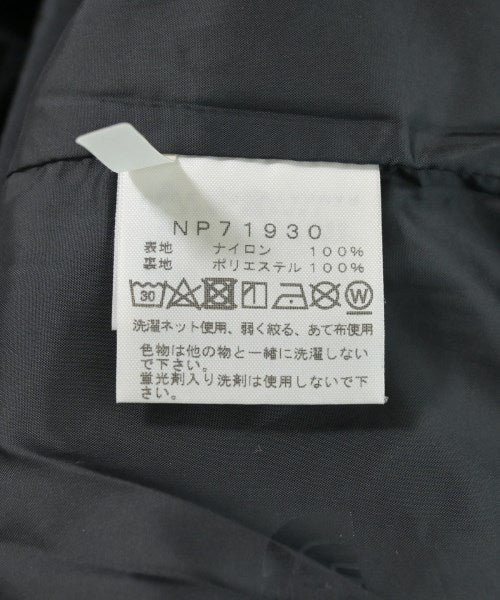 NP71930
表地 ナイロン 100%
裏地 ポリエステル 100%
30 W
洗濯ネット使用、弱く絞る、あて布使用
色物は他の物と一緒に洗濯しない
で下さい。
蛍光剤入り洗剤は使用しないで下
さい。